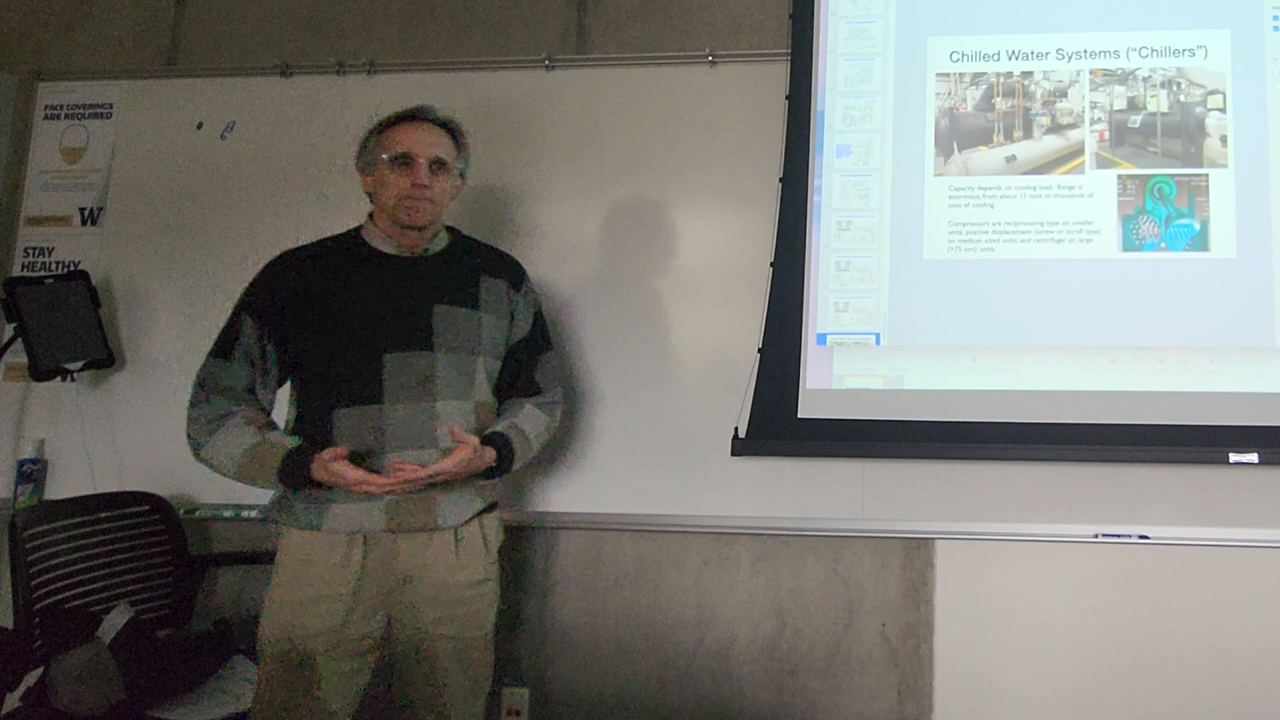 FACE COVERINGS
ARE REQUIRED
W
STAY
HEALTHY
Chilled Water Systems ("Chillers")
Capacity depends on cooling load. Range is
enormous, from about 15 tons to thousands of
tons of cooling.
Compressors are reciprocating type on smaller
units, positive displacement (screw or scroll type)
on medium sized units, and centrifugal on large
(>75 ton) units.